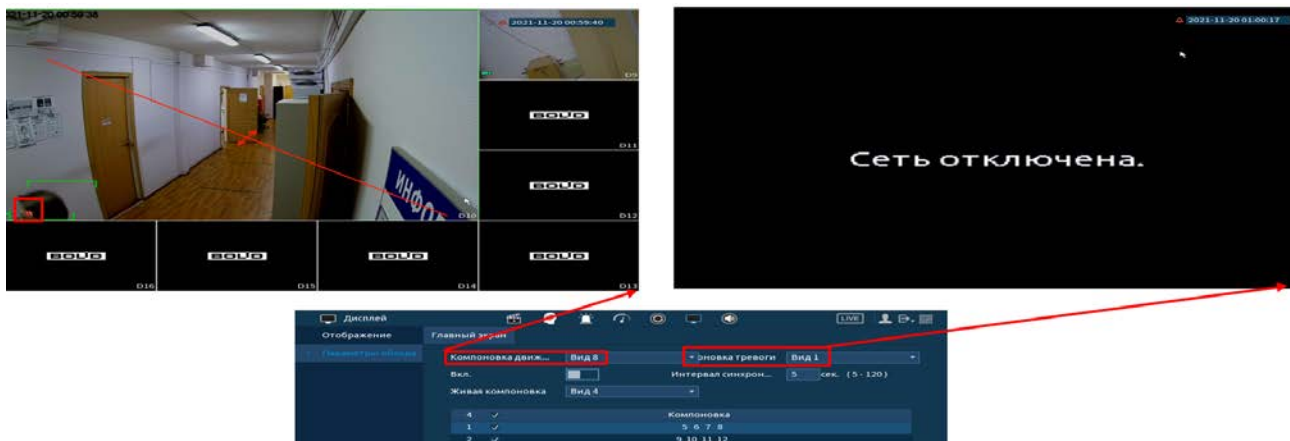 2021-11-20 00:59:38
2021-11-20 00:59:40
D9
BOLID
D11
BOLID
D12
ИНФОР
D10
BOLID
D16
BOLID
D15
BOLID
D14
BOLID
D13
2021-11-20 01:00:17
Сеть отключена.
Дисплей
LIVE
Отображение
Главный экран
Параметры обхода
Компоновка движ... Вид 8 оновка тревоги Вид 1
Вкл. Интервал синхрон... 5 сек. (5 - 120)
Живая компоновка Вид 4
4 Компоновка
1 5 6 7 8
2 9 10 11 12